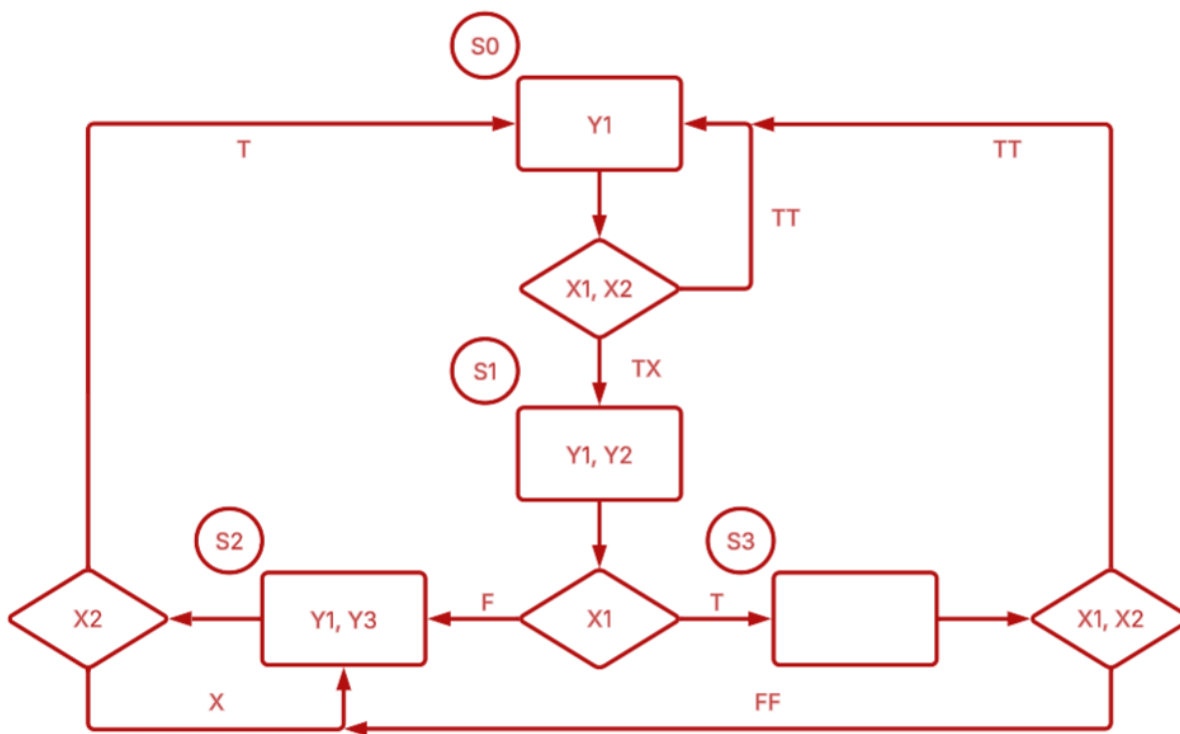 S0
Y1
T
TT
TT
X1, X2
S1
TX
Y1, Y2
S2
S3
X2
Y1, Y3
F
X1
T
X1, X2
X
FF